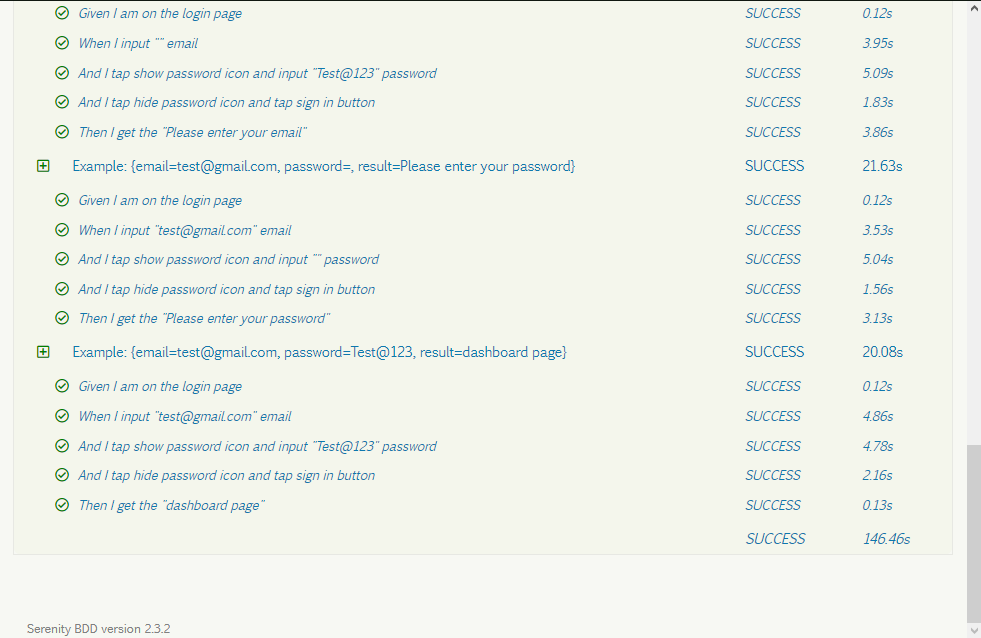 Given I am on the login page SUCCESS 0.12s
When I input "" email SUCCESS 3.95s
And I tap show password icon and input "Test@123" password SUCCESS 5.09s
And I tap hide password icon and tap sign in button SUCCESS 1.83s
Then I get the "Please enter your email" SUCCESS 3.86s
Example: {email=test@gmail.com, password=, result=Please enter your password} SUCCESS 21.63s
Given I am on the login page SUCCESS 0.12s
When I input "test@gmail.com" email SUCCESS 3.53s
And I tap show password icon and input "" password SUCCESS 5.04s
And I tap hide password icon and tap sign in button SUCCESS 1.56s
Then I get the "Please enter your password" SUCCESS 3.13s
Example: {email=test@gmail.com, password=Test@123, result=dashboard page} SUCCESS 20.08s
Given I am on the login page SUCCESS 0.12s
When I input "test@gmail.com" email SUCCESS 4.86s
And I tap show password icon and input "Test@123" password SUCCESS 4.78s
And I tap hide password icon and tap sign in button SUCCESS 2.16s
Then I get the "dashboard page" SUCCESS 0.13s
SUCCESS 146.46s
Serenity BDD version 2.3.2